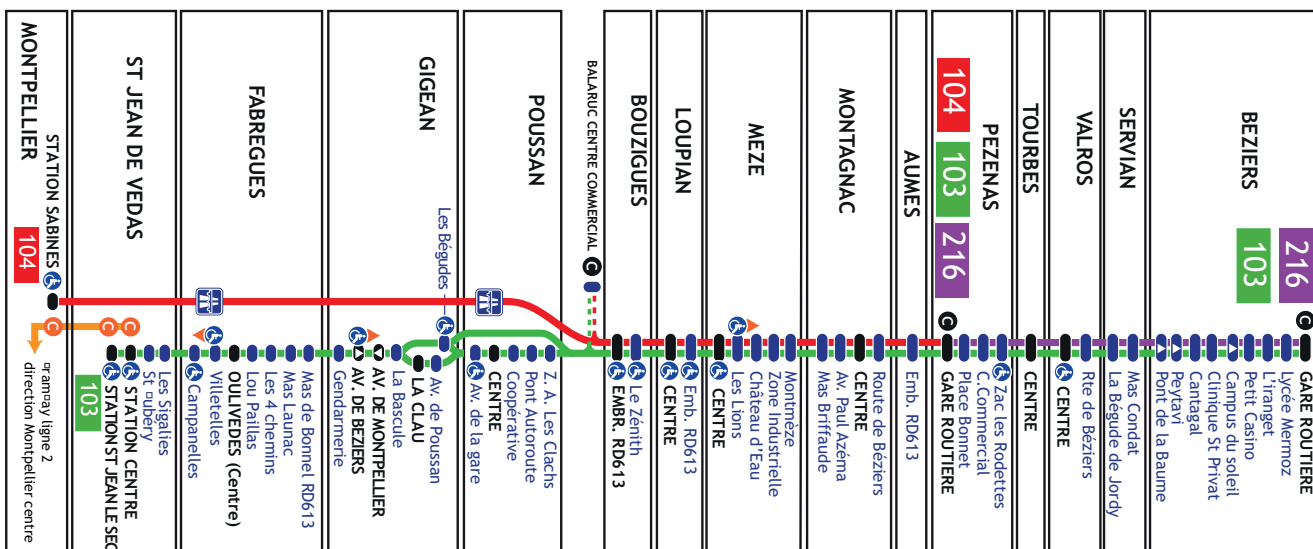 MONTPELLIER
STATION SABINES
104
ST JEAN DE VEDAS
103
C
C
C
STATION ST JEAN LE SEC
STATION CENTRE
Les Sigalies
direction Montpellier centre
FABREGUES
Campanelles
Villetelles
OULIVEDES (Centre)
Lou Paillas
Les 4 chemins
Mas Launac
Mas de Bonnel RD613
GIGEAN
Gendarmerie
AV. DE BEZIERS
AV. DE MONTPELLIER
La Bascule
LA CLAU
Av. de Poussan
Les Bégudes
POUSSAN
Av. de la gare
CENTRE
Coopérative
Pont Autoroute
Z. A. Les Clachs
BALARUC CENTRE COMMERCIAL
C
BOUZIGUES
EMBR. RD613
Le Zénith
LOUPIAN
CENTRE
Emb. RD613
MEZE
CENTRE
Les Lions
Château d'Eau
Zone Industrielle
Montmèze
MONTAGNAC
Mas Briffaude
Av. Paul Azéma
CENTRE
Route de Béziers
AUMES
Emb. RD613
PEZENAS
104
103
216
C
GARE ROUTIERE
Place Bonnet
C.Commercial
Zac les Rodettes
TOURBES
CENTRE
VALROS
CENTRE
Rte de Béziers
SERVIAN
La Bégude de Jordy
Mas Condat
BEZIERS
216
103
C
Pont de la Baume
Peytavi
Cantagal
Clinique St Privat
Campus du soleil
Petit Casino
Lycée Mermoz
GARE ROUTIERE